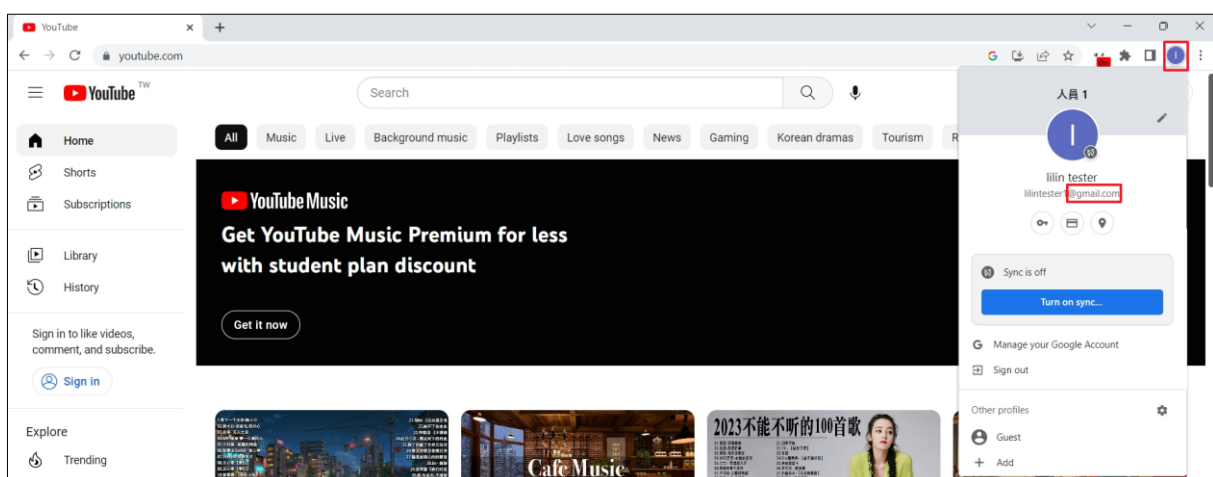 YouTube
youtube.com
YouTube TW
Search
Home
Shorts
Subscriptions
Library
History
Sign in to like videos,
comment, and subscribe.
Sign in
Explore
Trending
All Music Live Background music Playlists Love songs News Gaming Korean dramas Tourism
YouTube Music
Get YouTube Music Premium for less
with student plan discount
Get it now
Cafe Music
2023不能不听的100首歌
人員 1
I
lilin tester
lilintester1@gmail.com
Sync is off
Turn on sync...
Manage your Google Account
Sign out
Other profiles
Guest
Add